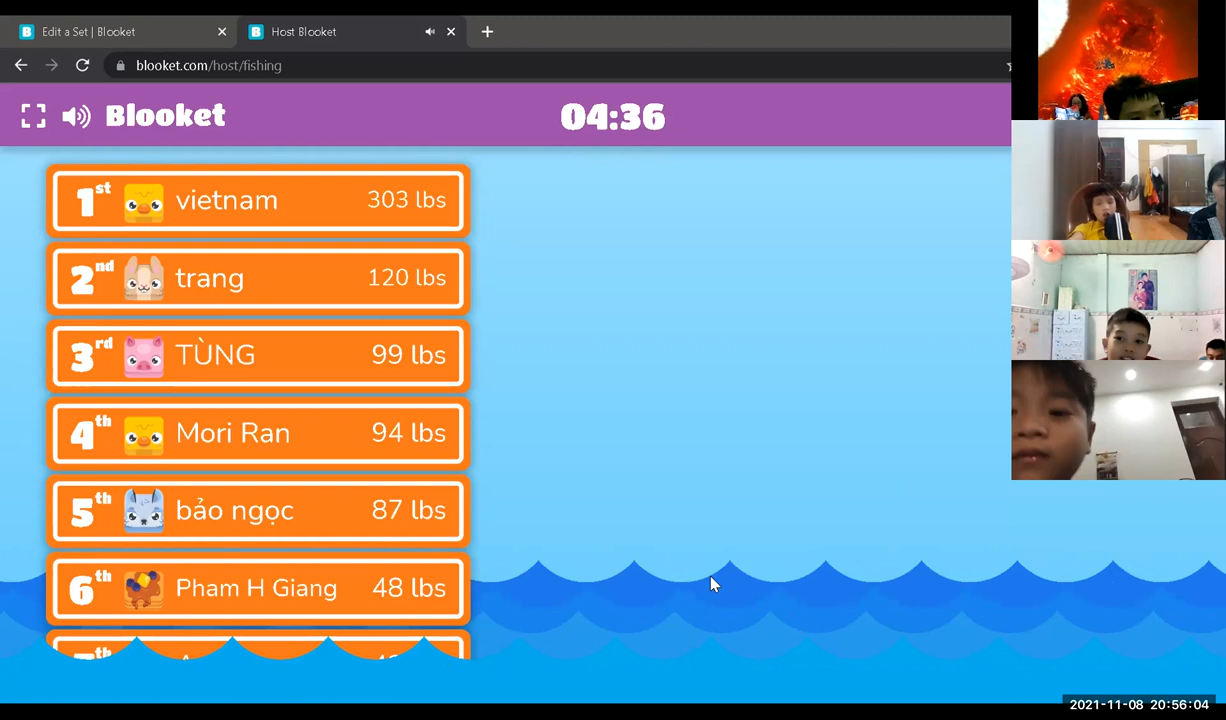 Edit a Set | Blooket
Host Blooket
blooket.com/host/fishing
Blooket
04:36
1st vietnam 303 lbs
2nd trang 120 lbs
3rd TÙNG 99 lbs
4th Mori Ran 94 lbs
5th bảo ngọc 87 lbs
6th Pham H Giang 48 lbs
2021-11-08 20:56:04